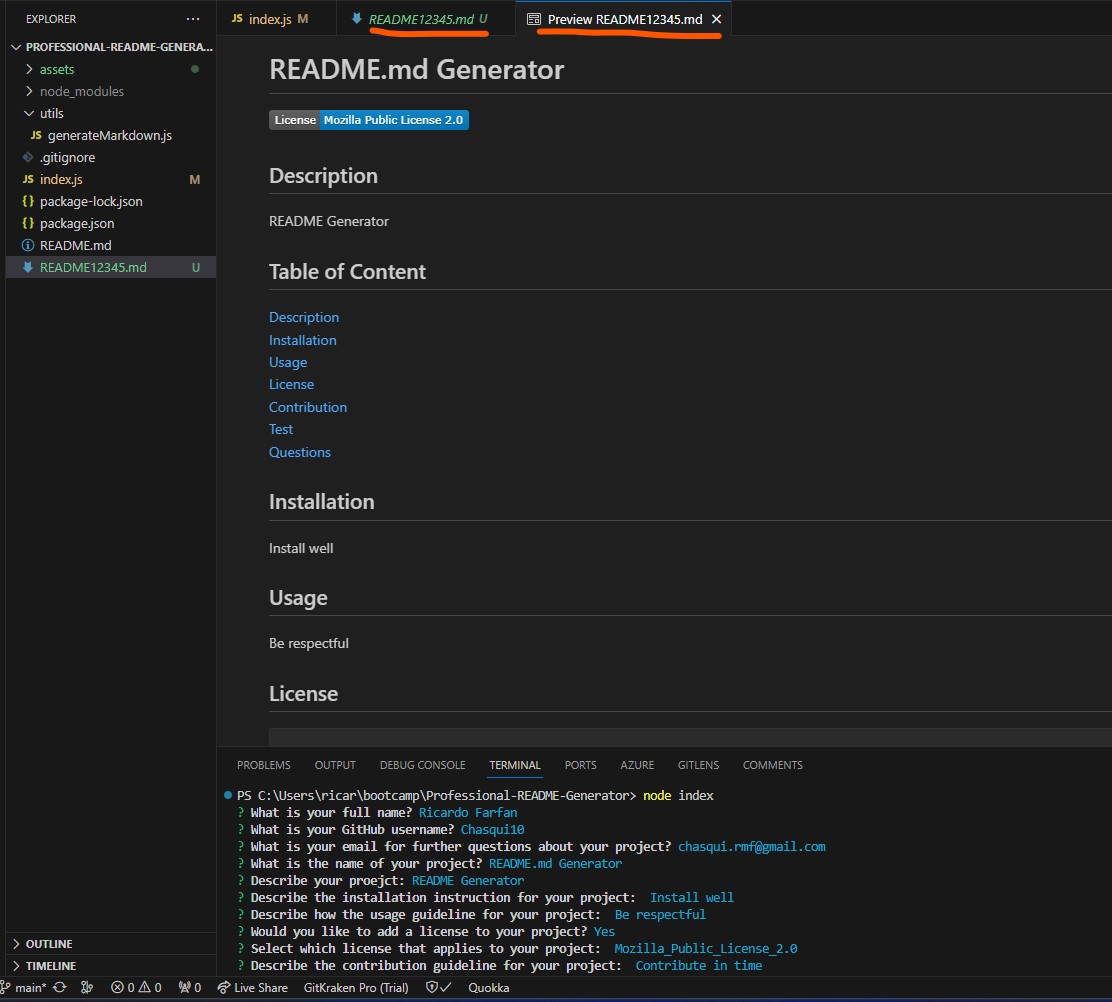 EXPLORER ...
PROFESSIONAL-README-GENERA...
assets
node_modules
utils
JS generateMarkdown.js
.gitignore
JS index.js M
{} package-lock.json
{} package.json
README.md
README12345.md U
OUTLINE
TIMELINE
JS index.js M
README12345.md U
Preview README12345.md
README.md Generator
License Mozilla Public License 2.0
Description
README Generator
Table of Content
Description
Installation
Usage
License
Contribution
Test
Questions
Installation
Install well
Usage
Be respectful
License
PROBLEMS OUTPUT DEBUG CONSOLE TERMINAL PORTS AZURE GITLENS COMMENTS
PS C:\Users\ricar\bootcamp\Professional-README-Generator> node index
? What is your full name? Ricardo Farfan
? What is your GitHub username? Chasqui10
? What is your email for further questions about your project? chasqui.rmf@gmail.com
? What is the name of your project? README.md Generator
? Describe your proejct: README Generator
? Describe the installation instruction for your project: Install well
? Describe how the usage guideline for your project: Be respectful
? Would you like to add a license to your project? Yes
? Select which license that applies to your project: Mozilla_Public_License_2.0
? Describe the contribution guideline for your project: Contribute in time
main* 0 0 0 Live Share GitKraken Pro (Trial) Quokka